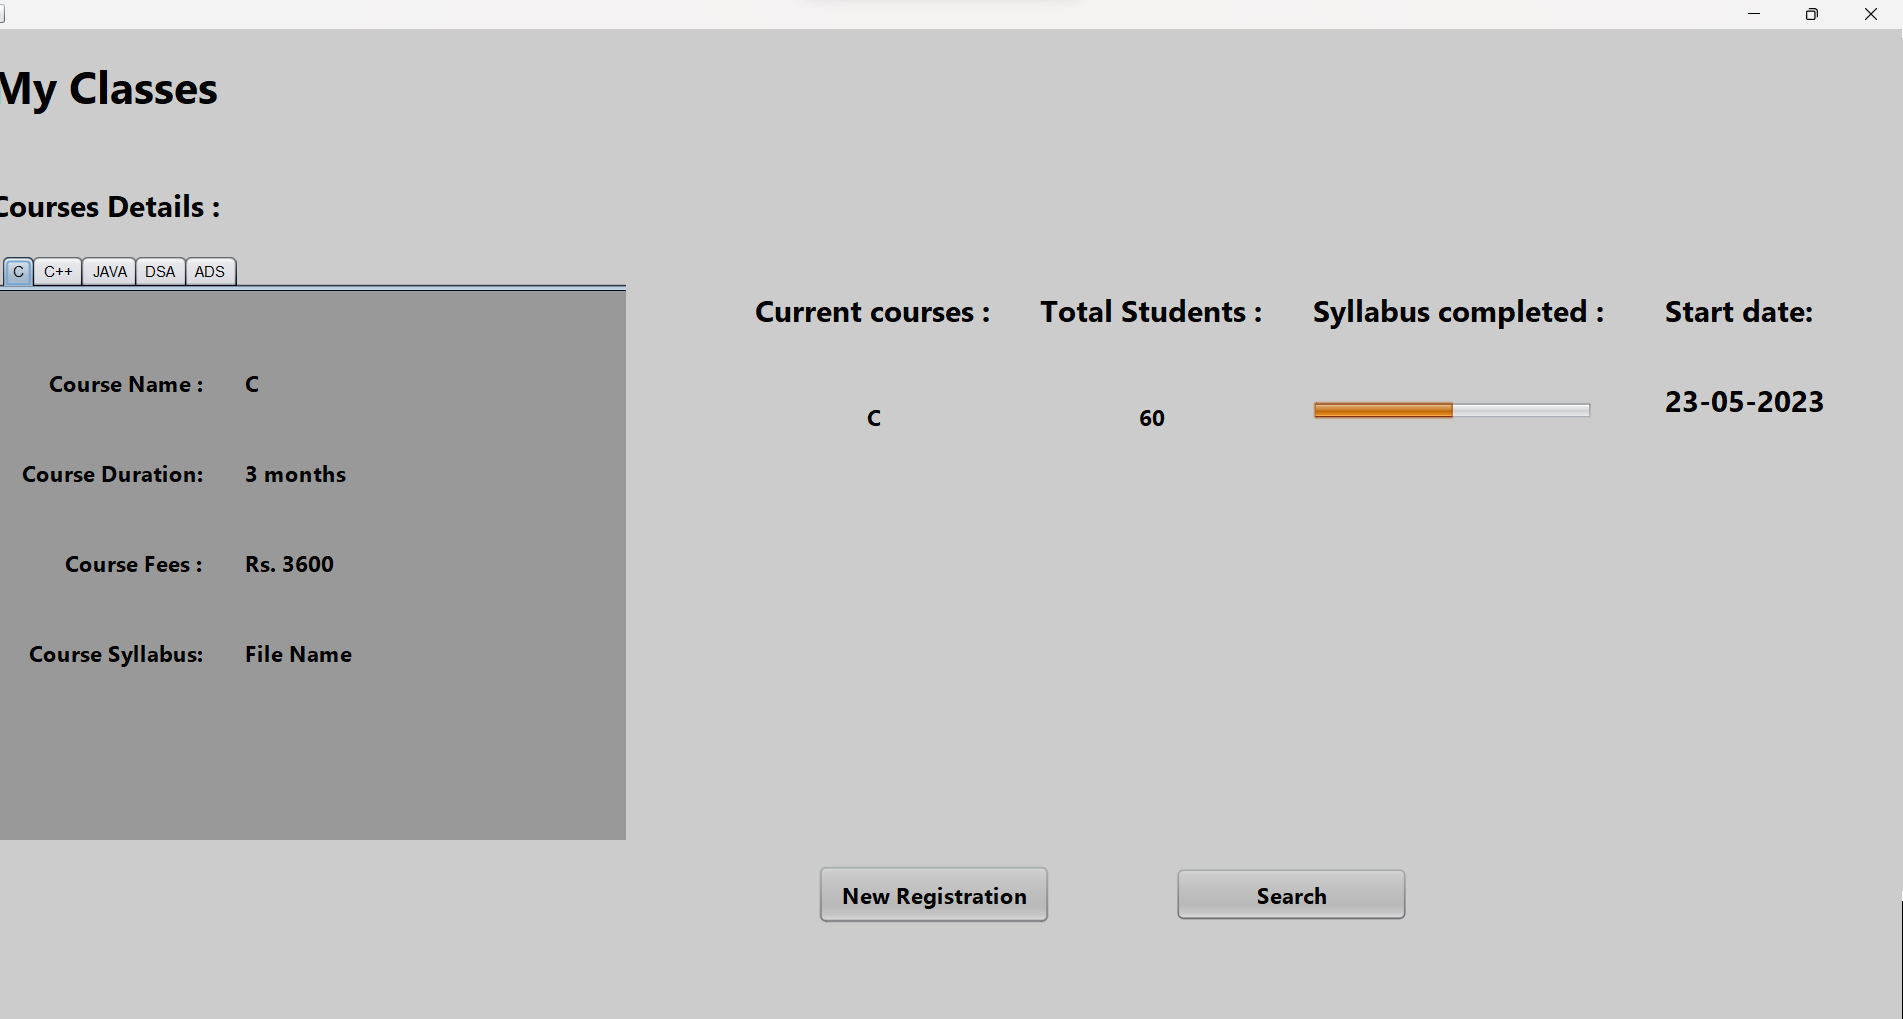 My Classes
Courses Details :
C C++ JAVA DSA ADS
Course Name : C
Course Duration: 3 months
Course Fees : Rs. 3600
Course Syllabus: File Name
Current courses : Total Students : Syllabus completed : Start date:
C 60 23-05-2023
New Registration Search